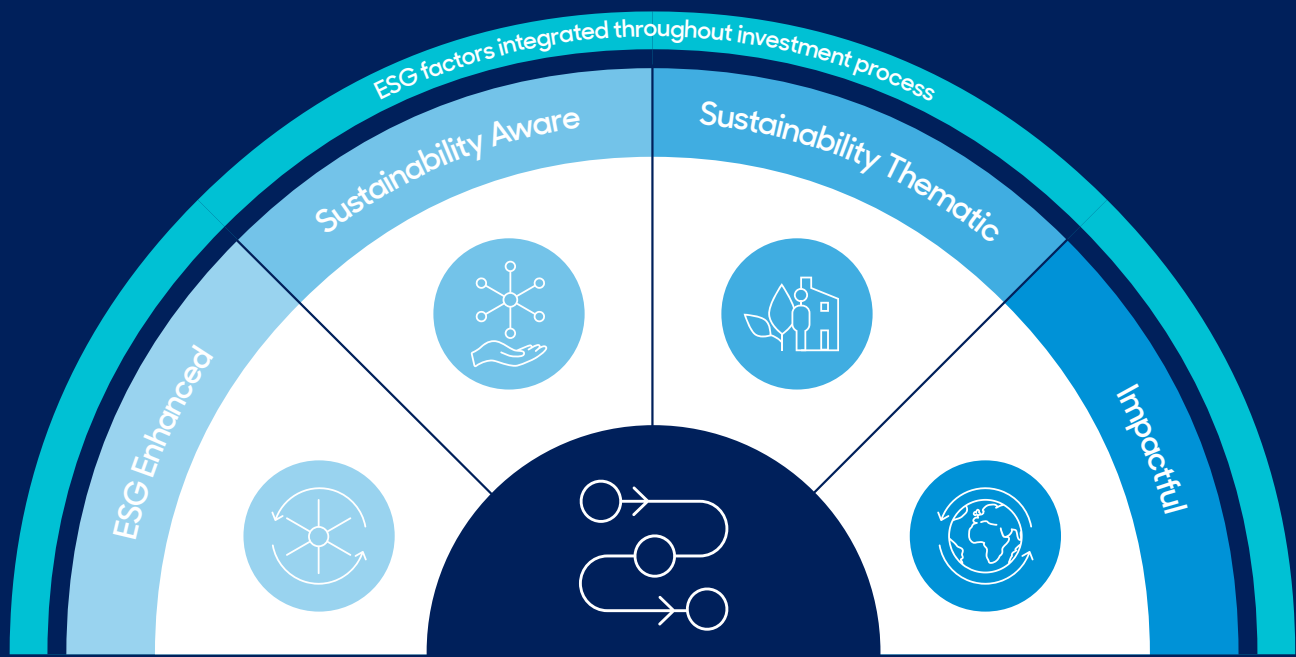 ESG factors integrated throughout investment process
ESG Enhanced
Sustainability Aware
Sustainability Thematic
Impactful